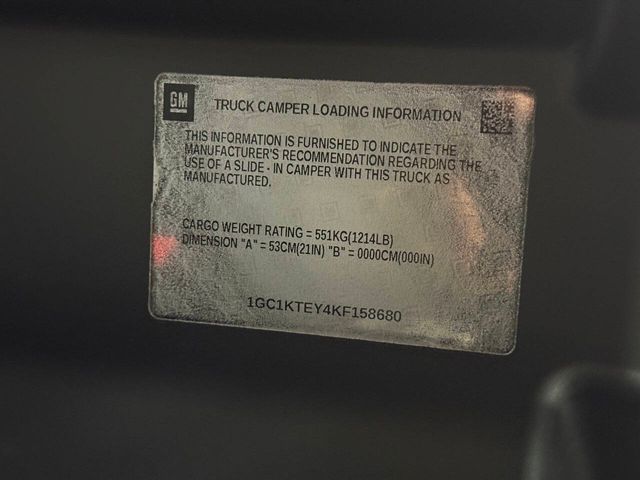 GM
TRUCK CAMPER LOADING INFORMATION
THIS INFORMATION IS FURNISHED TO INDICATE THE
MANUFACTURER'S RECOMMENDATION REGARDING THE
USE OF A SLIDE - IN CAMPER WITH THIS TRUCK AS
MANUFACTURED.
CARGO WEIGHT RATING = 551KG(1214LB)
DIMENSION "A" = 53CM(21IN) "B" = 0000CM(000IN)
1GC1KTEY4KF158680